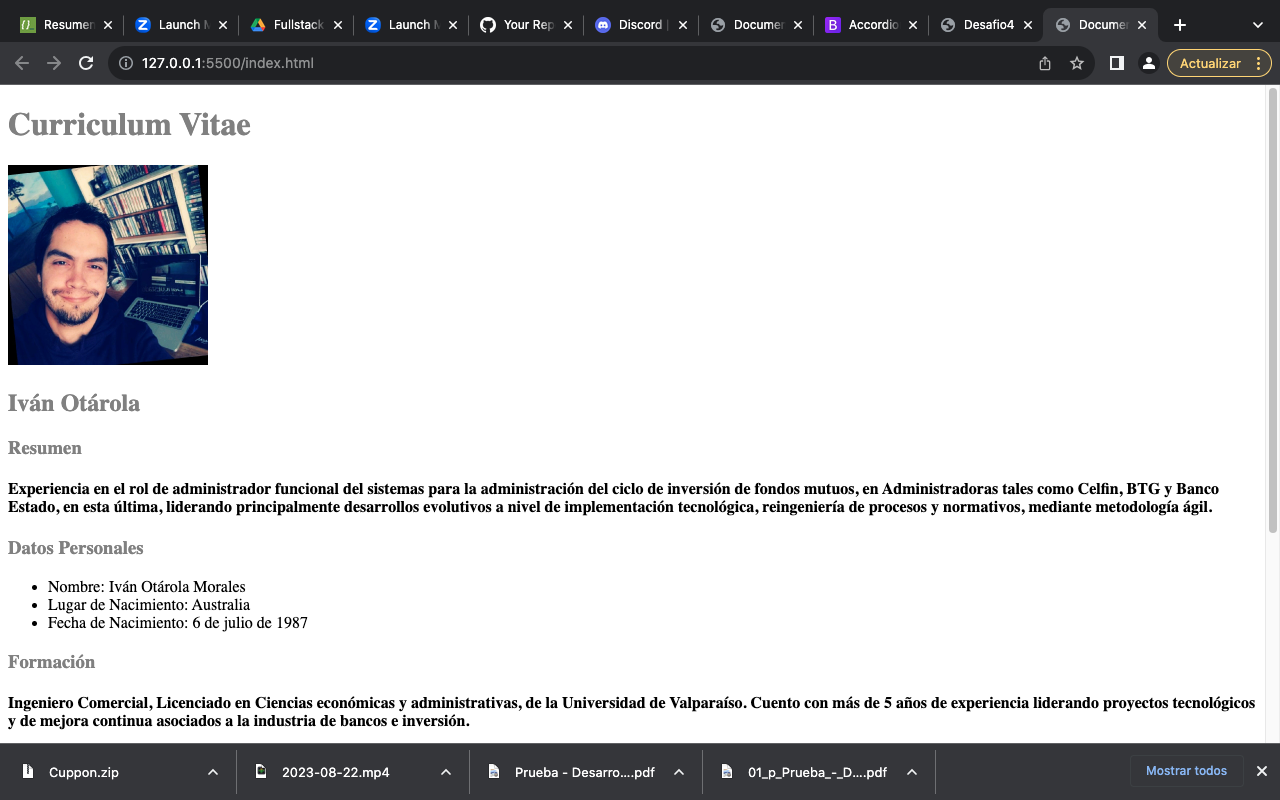 Resumen
Launch M
Fullstack
Launch M
Your Rep
Discord |
Documen
Accordio
Desafio4
Documen
127.0.0.1:5500/index.html
Actualizar
Curriculum Vitae
Iván Otárola
Resumen
Experiencia en el rol de administrador funcional del sistemas para la administración del ciclo de inversión de fondos mutuos, en Administradoras tales como Celfin, BTG y Banco
Estado, en esta última, liderando principalmente desarrollos evolutivos a nivel de implementación tecnológica, reingeniería de procesos y normativos, mediante metodología ágil.
Datos Personales
• Nombre: Iván Otárola Morales
• Lugar de Nacimiento: Australia
• Fecha de Nacimiento: 6 de julio de 1987
Formación
Ingeniero Comercial, Licenciado en Ciencias económicas y administrativas, de la Universidad de Valparaíso. Cuento con más de 5 años de experiencia liderando proyectos tecnológicos
y de mejora continua asociados a la industria de bancos e inversión.
Cuppon.zip
2023-08-22.mp4
Prueba - Desarro....pdf
01_p_Prueba_-_D....pdf
Mostrar todos